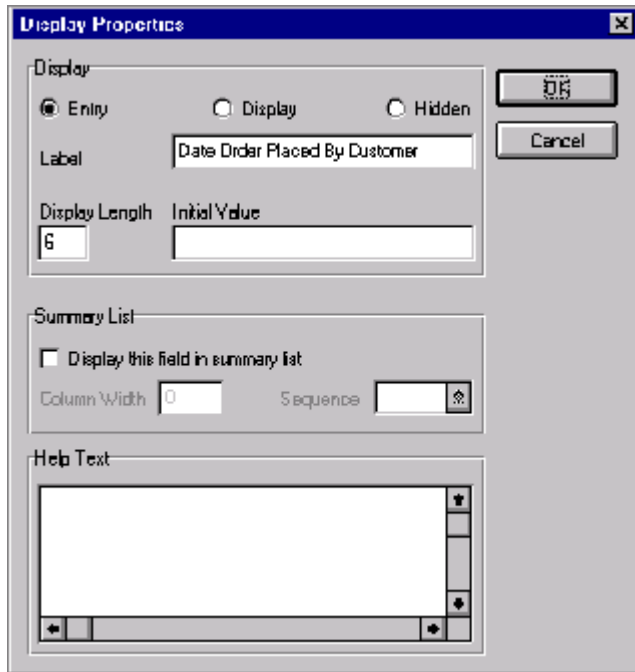 Display Properties
Display
Entry Display Hidden
OK
Label Date Order Placed By Customer
Cancel
Display Length Initial Value
6
Summary List
Display this field in summary list
Column Width 0 Sequence
Help Text